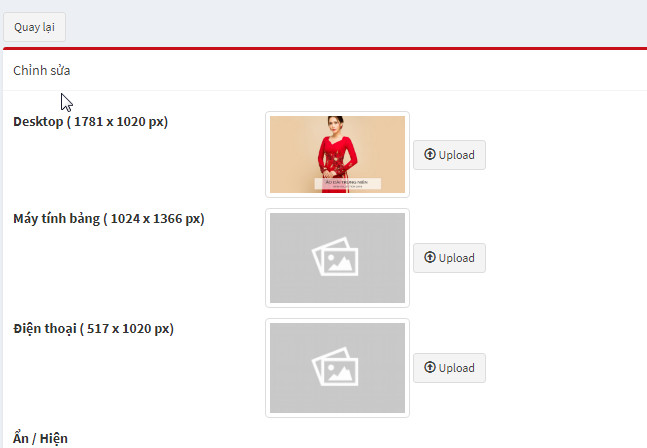 Quay lại
Chỉnh sửa
Desktop ( 1781 x 1020 px)
Upload
Máy tính bảng ( 1024 x 1366 px)
Upload
Điện thoại ( 517 x 1020 px)
Upload
Ẩn / Hiện